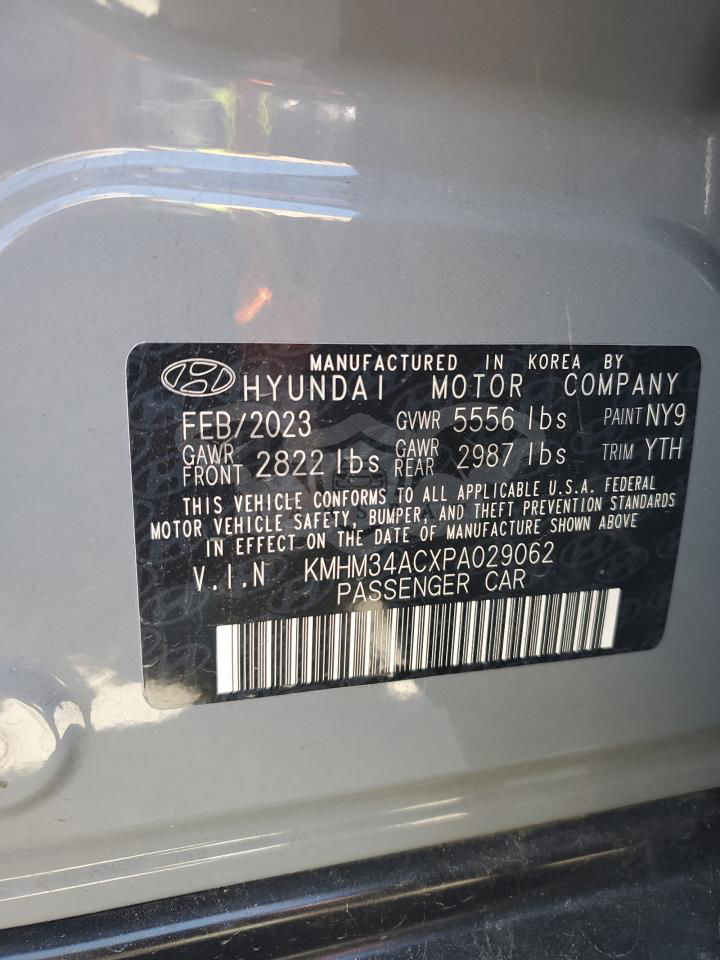 MANUFACTURED IN KOREA BY
HYUNDAI MOTOR COMPANY
FEB/2023 GVWR 5556 lbs PAINT NY9
GAWR FRONT 2822 lbs GAWR REAR 2987 lbs TRIM YTH
THIS VEHICLE CONFORMS TO ALL APPLICABLE U.S.A. FEDERAL
MOTOR VEHICLE SAFETY, BUMPER, AND THEFT PREVENTION STANDARDS
IN EFFECT ON THE DATE OF MANUFACTURE SHOWN ABOVE
V.I.N KMHM34ACXPA029062
PASSENGER CAR